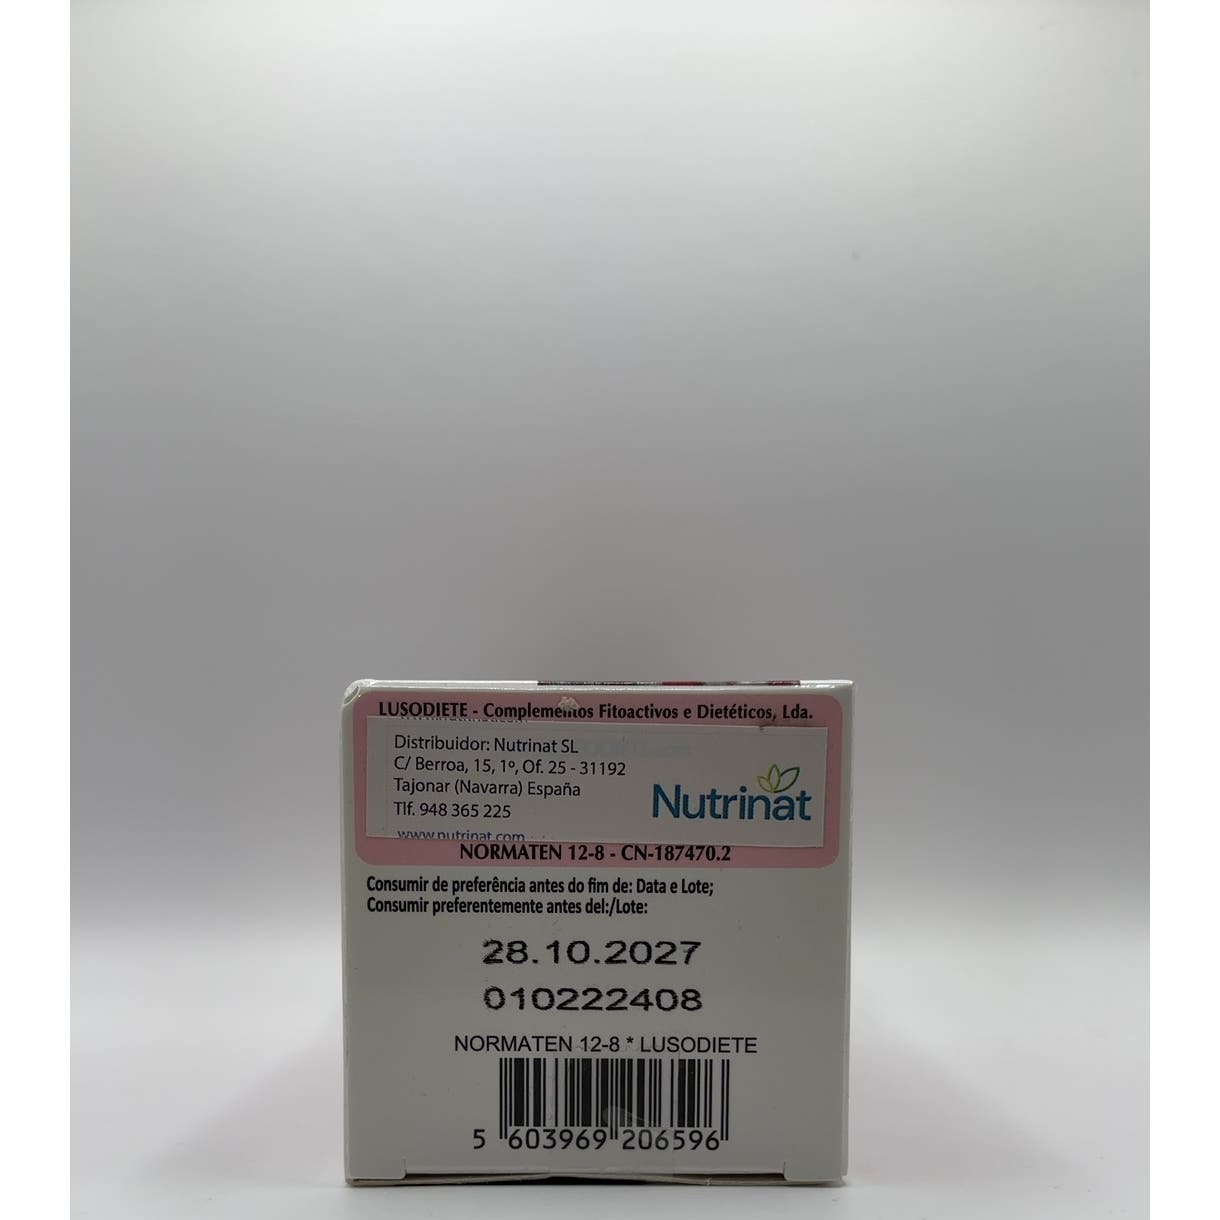 LUSODIETE - Complementos Fitoactivos e Dietéticos, Lda.
Distribuidor: Nutrinat SL
C/ Berroa, 15, 1º, Of. 25 - 31192
Tajonar (Navarra) España
Tlf. 948 365 225
www.nutrinat.com
Nutrinat
NORMATEN 12-8 - CN-187470.2
Consumir de preferência antes do fim de: Data e Lote;
Consumir preferentemente antes del:/Lote:
28.10.2027
010222408
NORMATEN 12-8 * LUSODIETE
5 603969 206596